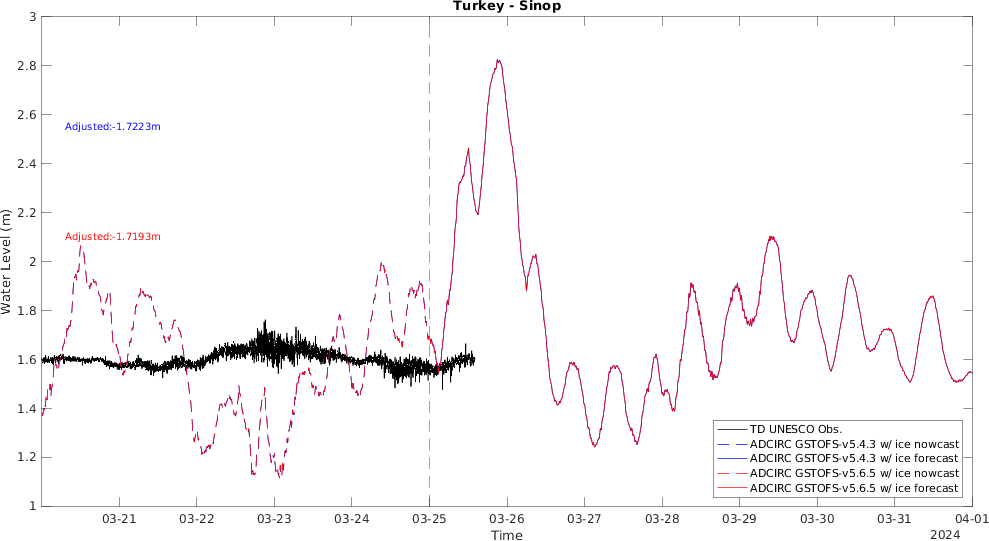 Turkey - Sinop
3
2.8
2.6
2.4
2.2
2
1.8
1.6
1.4
1.2
1
Water Level (m)
Adjusted:-1.7223m
Adjusted:-1.7193m
TD UNESCO Obs.
ADCIRC GSTOFS-v5.4.3 w/ ice nowcast
ADCIRC GSTOFS-v5.4.3 w/ ice forecast
ADCIRC GSTOFS-v5.6.5 w/ ice nowcast
ADCIRC GSTOFS-v5.6.5 w/ ice forecast
03-21 03-22 03-23 03-24 03-25 03-26 03-27 03-28 03-29 03-30 03-31 04-01
Time
2024